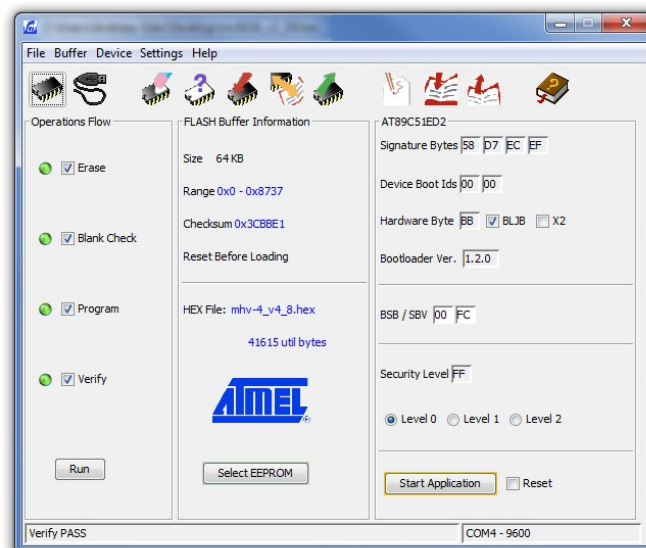 File Buffer Device Settings Help
Operations Flow
Erase
Blank Check
Program
Verify
Run
FLASH Buffer Information
Size 64 KB
Range 0x0 - 0x8737
Checksum 0x3CBBE1
Reset Before Loading
HEX File: mhv-4_v4_8.hex
41615 util bytes
ATMEL
Select EEPROM
AT89C51ED2
Signature Bytes 58 D7 EC EF
Device Boot Ids 00 00
Hardware Byte BB BLJB X2
Bootloader Ver. 1.2.0
BSB / SBV 00 FC
Security Level FF
Level 0 Level 1 Level 2
Start Application Reset
Verify PASS
COM4 - 9600